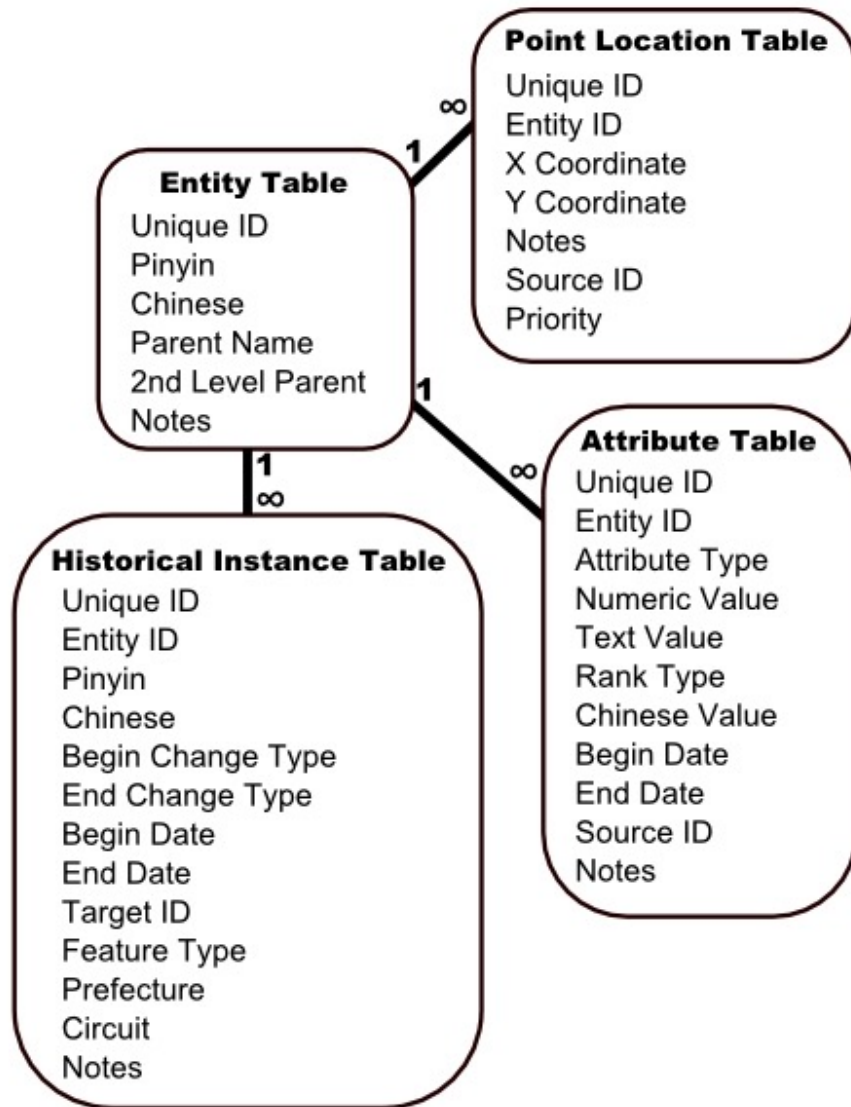 Point Location Table
Unique ID
Entity ID
X Coordinate
Y Coordinate
Notes
Source ID
Priority
∞
1
Entity Table
Unique ID
Pinyin
Chinese
Parent Name
2nd Level Parent
Notes
1
∞
Attribute Table
Unique ID
Entity ID
Attribute Type
Numeric Value
Text Value
Rank Type
Chinese Value
Begin Date
End Date
Source ID
Notes
1
∞
Historical Instance Table
Unique ID
Entity ID
Pinyin
Chinese
Begin Change Type
End Change Type
Begin Date
End Date
Target ID
Feature Type
Prefecture
Circuit
Notes